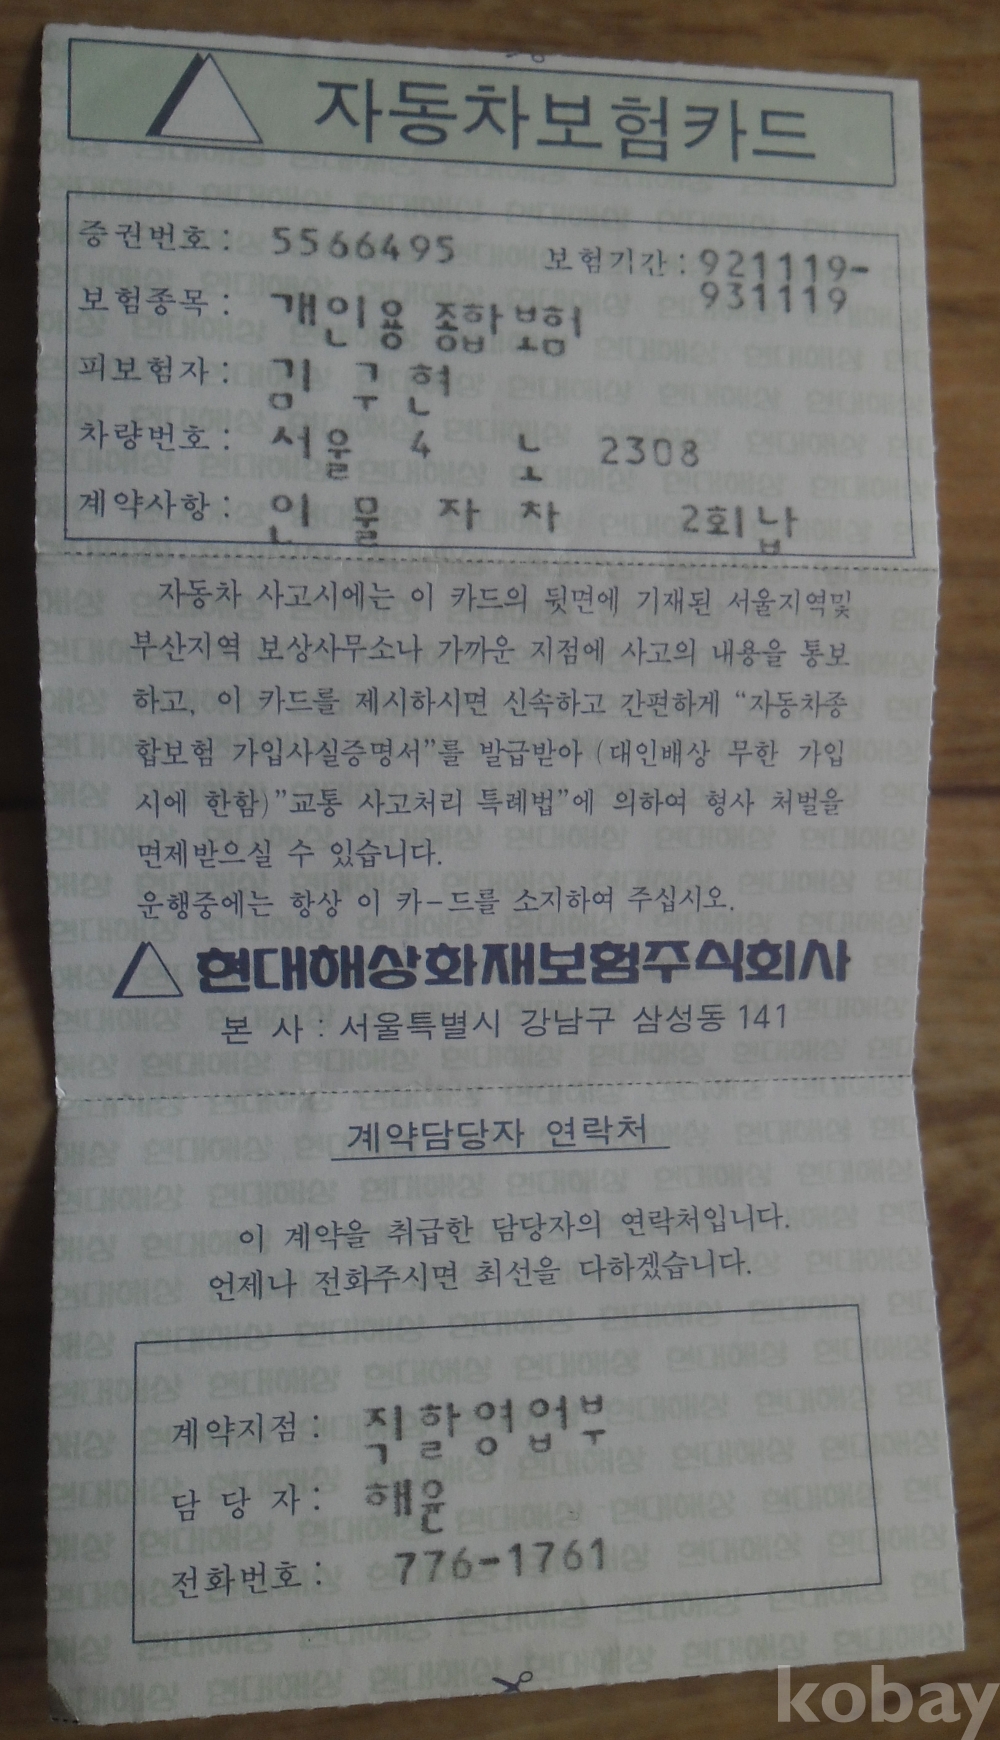 자동차보험카드
증권번호 : 5566495 보험기간 : 921119-
931119
보험종목 : 개인용 종합보험
피보험자 : 김 구 현
차량번호 : 서울 4 노 2308
계약사항 : 인 물 자 차 2회납
자동차 사고시에는 이 카드의 뒷면에 기재된 서울지역및
부산지역 보상사무소나 가까운 지점에 사고의 내용을 통보
하고, 이 카드를 제시하시면 신속하고 간편하게 “자동차종
합보험 가입사실증명서”를 발급받아 (대인배상 무한 가입
시에 한함)”교통 사고처리 특례법”에 의하여 형사 처벌을
면제받으실 수 있습니다.
운행중에는 항상 이 카-드를 소지하여 주십시오.
현대해상화재보험주식회사
본 사 : 서울특별시 강남구 삼성동 141
계약담당자 연락처
이 계약을 취급한 담당자의 연락처입니다.
언제나 전화주시면 최선을 다하겠습니다.
계약지점 : 직할영업부
담 당 자 : 해윤
전화번호 : 776-1761
kobay